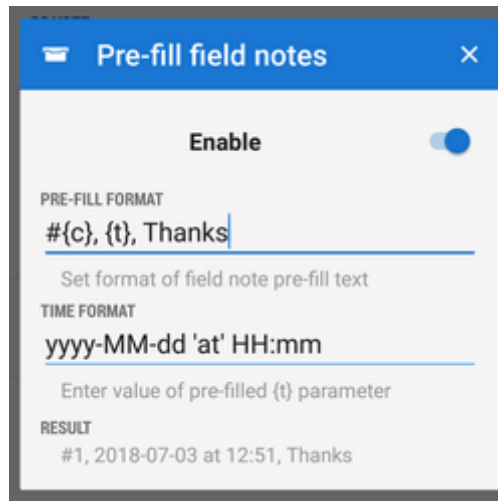 Pre-fill field notes
Enable
PRE-FILL FORMAT
#{c}, {t}, Thanks
Set format of field note pre-fill text
TIME FORMAT
yyyy-MM-dd 'at' HH:mm
Enter value of pre-filled {t} parameter
RESULT
#1, 2018-07-03 at 12:51, Thanks